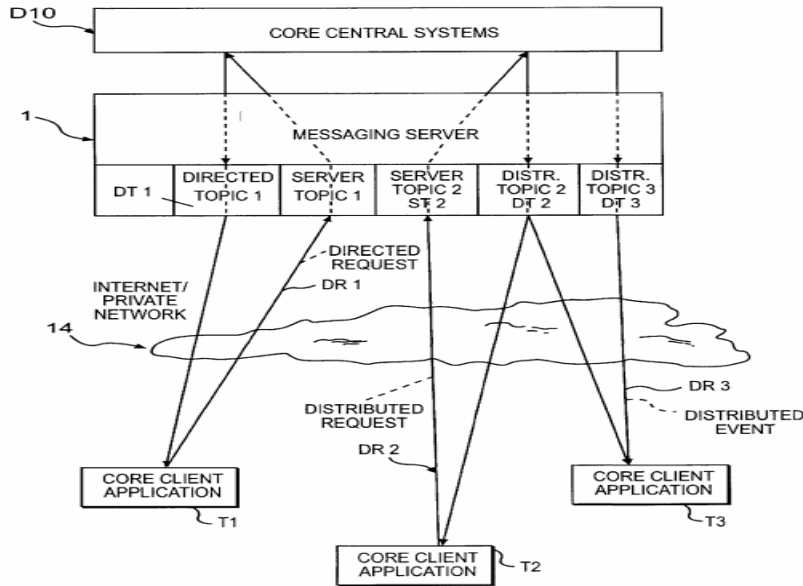 D10
CORE CENTRAL SYSTEMS
1
MESSAGING SERVER
DT 1
DIRECTED
TOPIC 1
SERVER
TOPIC 1
SERVER
TOPIC 2
ST 2
DISTR.
TOPIC 2
DT 2
DISTR.
TOPIC 3
DT 3
DIRECTED
REQUEST
DR 1
INTERNET/
PRIVATE
NETWORK
14
DISTRIBUTED
REQUEST
DR 2
DR 3
DISTRIBUTED
EVENT
CORE CLIENT
APPLICATION
T1
CORE CLIENT
APPLICATION
T3
CORE CLIENT
APPLICATION
T2